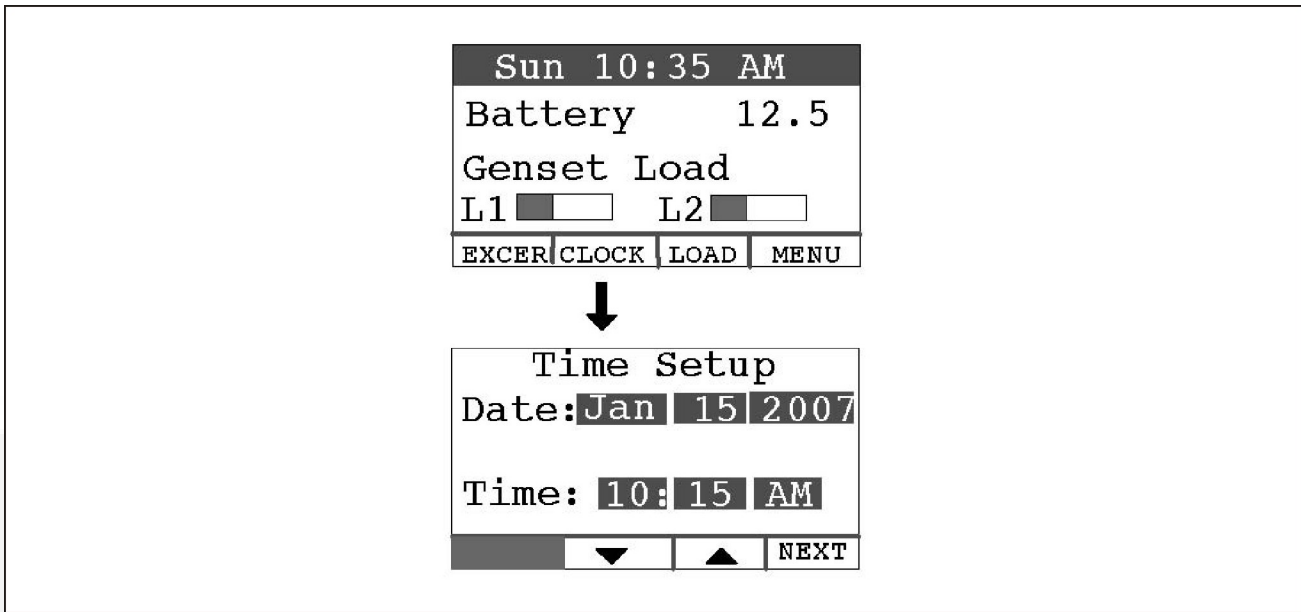 Sun 10:35 AM
Battery 12.5
Genset Load
L1 L2
EXCER CLOCK LOAD MENU
Time Setup
Date: Jan 15 2007
Time: 10: 15 AM
NEXT